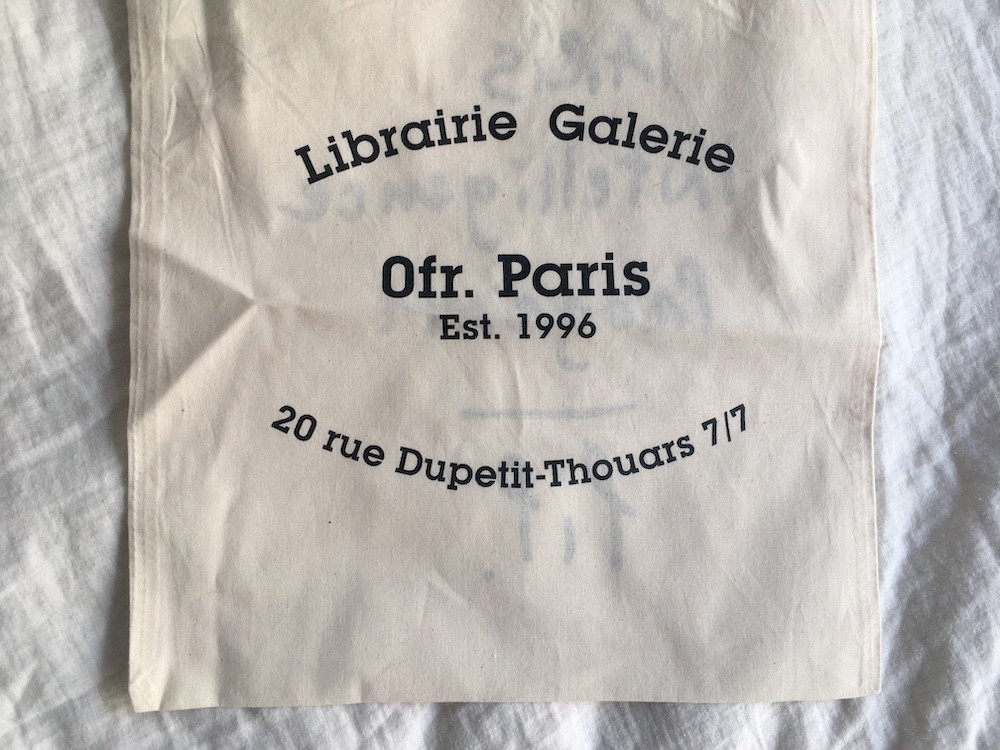 Librairie Galerie
Ofr. Paris
Est. 1996
20 rue Dupetit-Thouars 7/7